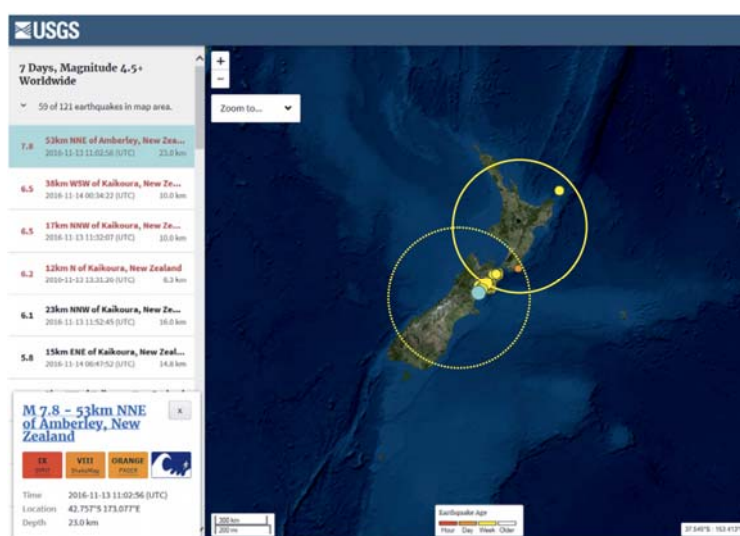 USGS
7 Days, Magnitude 4.5+
Worldwide
59 of 121 earthquakes in map area.
7.8 53km NNE of Amberley, New Zea...
2016-11-13 11:02:56 (UTC) 23.0 km
6.5 38km WSW of Kaikoura, New Ze...
2016-11-14 00:34:22 (UTC) 10.0 km
6.5 17km NNW of Kaikoura, New Ze...
2016-11-13 11:32:07 (UTC) 10.0 km
6.2 12km N of Kaikoura, New Zealand
13:31:26 (UTC)
6.1 23km NNW of Kaikoura, New Ze...
2016-11-13 11:52:45 (UTC) 16.0 km
5.8 15km ENE of Kaikoura, New Zeal...
2016-11-14 06:47:52 (UTC) 14.8 km
M 7.8 - 53km NNE
of Amberley, New
Zealand
x
IX
DYFI?
VIII
ShakeMap
ORANGE
PAGER
Time 2016-11-13 11:02:56 (UTC)
Location 42.757°S 173.077°E
Depth 23.0 km
+
−
Zoom to...
200 mi
Earthquake Age
Hour Day Week Older